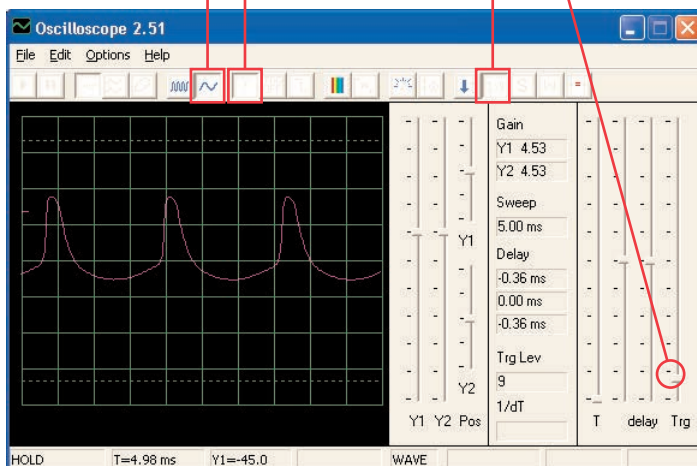 Oscilloscope 2.51
File Edit Options Help
Gain
Y1 4.53
Y2 4.53
Sweep
5.00 ms
Delay
-0.36 ms
0.00 ms
-0.36 ms
Trg Lev
9
1/dT
Y1
Y2
Y1 Y2 Pos
T delay Trg
HOLD T=4.98 ms Y1=-45.0 WAVE